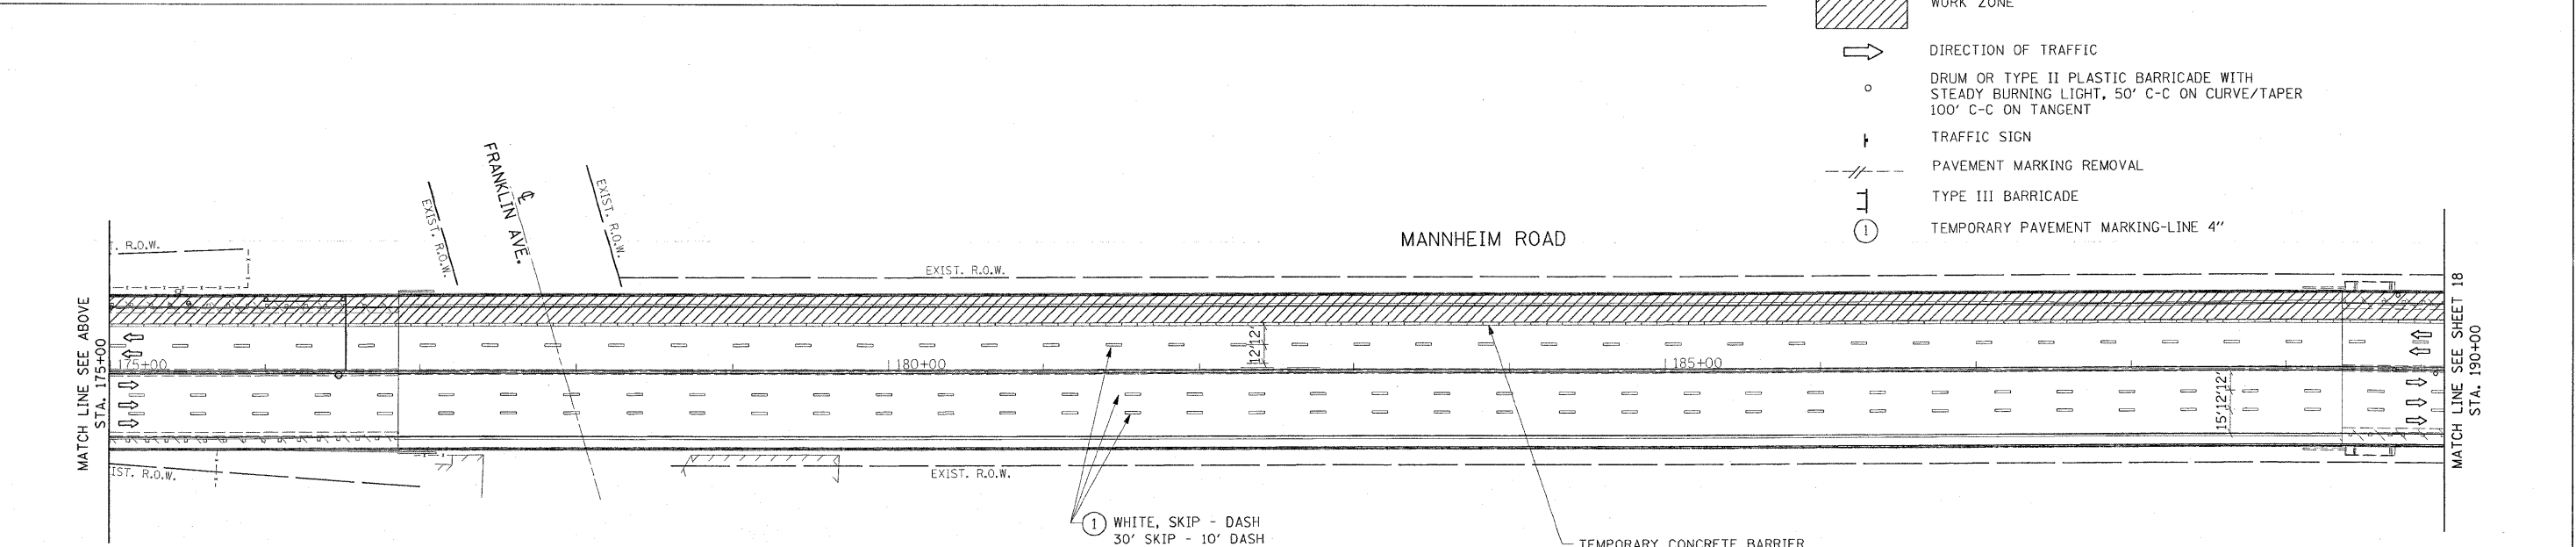 WORK ZONE
DIRECTION OF TRAFFIC
DRUM OR TYPE II PLASTIC BARRICADE WITH
STEADY BURNING LIGHT, 50' C-C ON CURVE/TAPER
100' C-C ON TANGENT
TRAFFIC SIGN
PAVEMENT MARKING REMOVAL
TYPE III BARRICADE
1 TEMPORARY PAVEMENT MARKING-LINE 4"
FRANKLIN AVE.
℄
EXIST. R.O.W.
EXIST. R.O.W.
MANNHEIM ROAD
T. R.O.W.
EXIST. R.O.W.
MATCH LINE SEE ABOVE
STA. 175+00
175+00
180+00
185+00
12'12'
15'12'12'
MATCH LINE SEE SHEET 18
STA. 190+00
IST. R.O.W.
EXIST. R.O.W.
1 WHITE, SKIP - DASH
30' SKIP - 10' DASH
TEMPORARY CONCRETE BARRIER